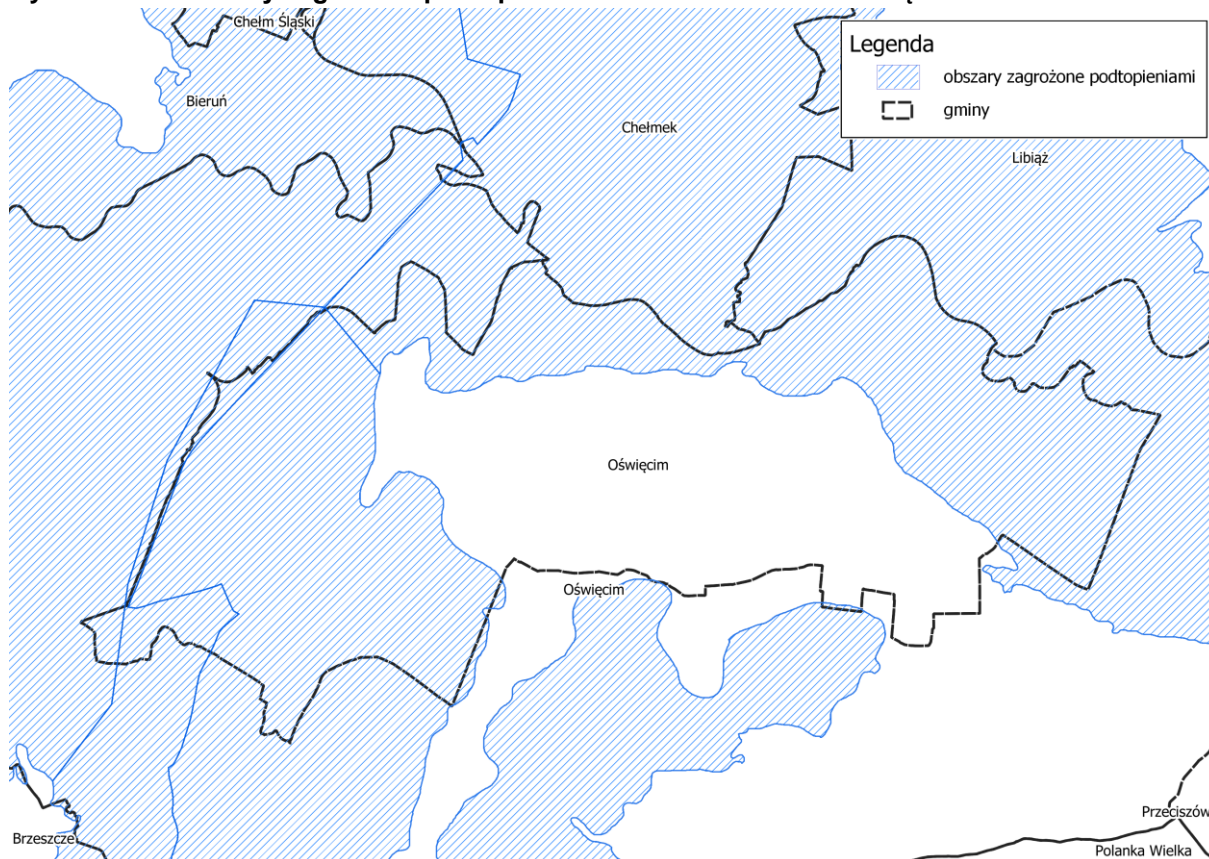 Chełm Śląski
Legenda
obszary zagrożone podtopieniami
gminy
Bieruń
Chełmek
Libiąż
Oświęcim
Oświęcim
Przeciszów
Brzeszcze
Polanka Wielka